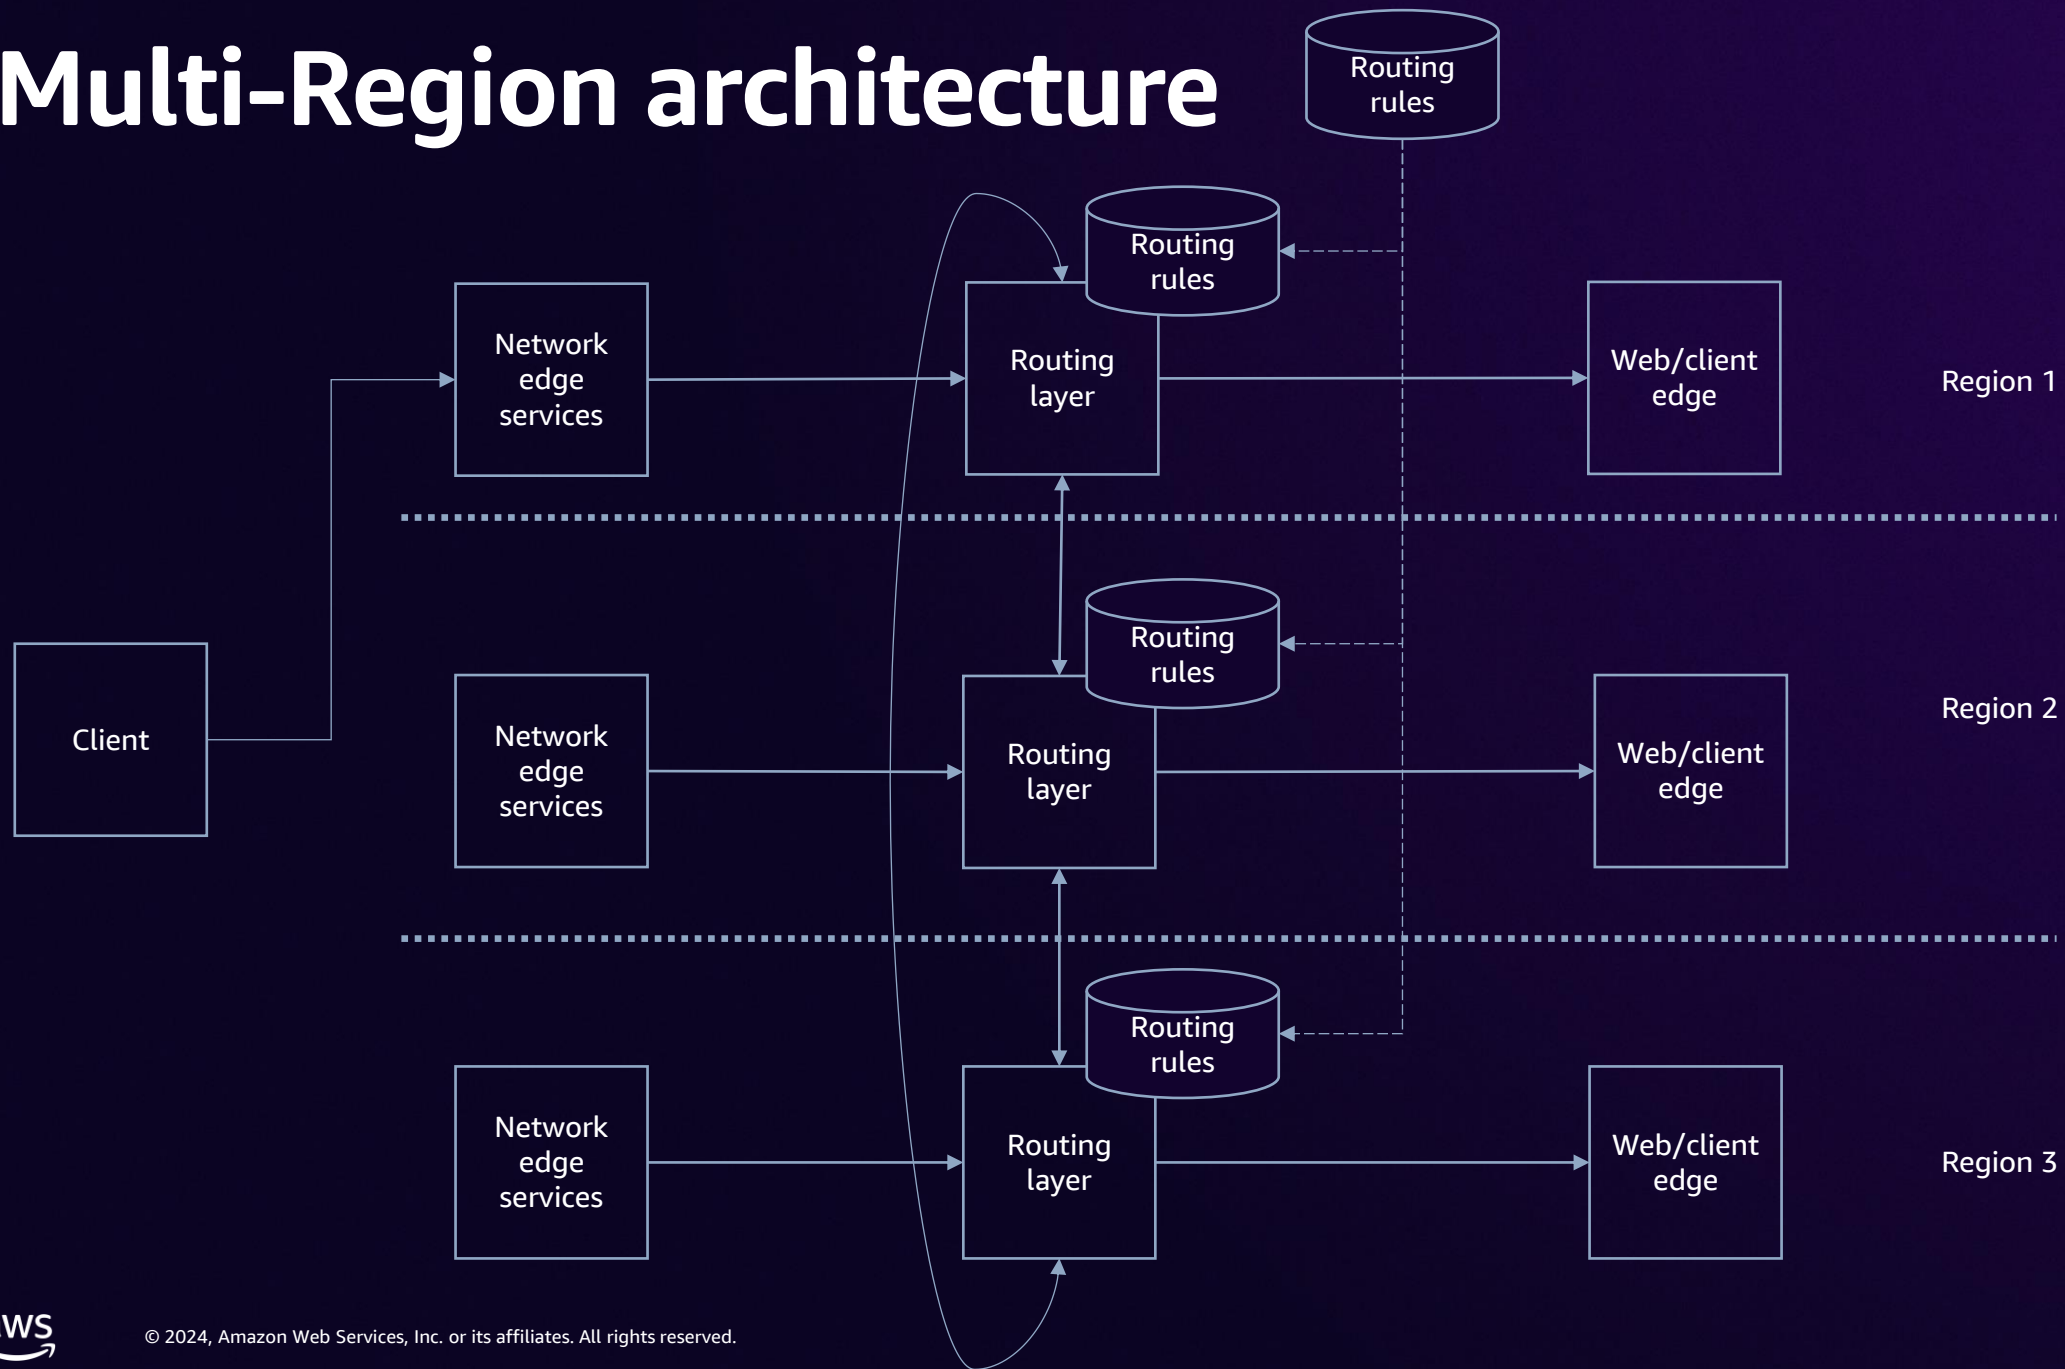 Multi-Region architecture
Routing
rules
Routing
rules
Network
edge
services
Routing
layer
Web/client
edge
Region 1
Client
Routing
rules
Network
edge
services
Routing
layer
Web/client
edge
Region 2
Routing
rules
Network
edge
services
Routing
layer
Web/client
edge
Region 3
aws
© 2024, Amazon Web Services, Inc. or its affiliates. All rights reserved.